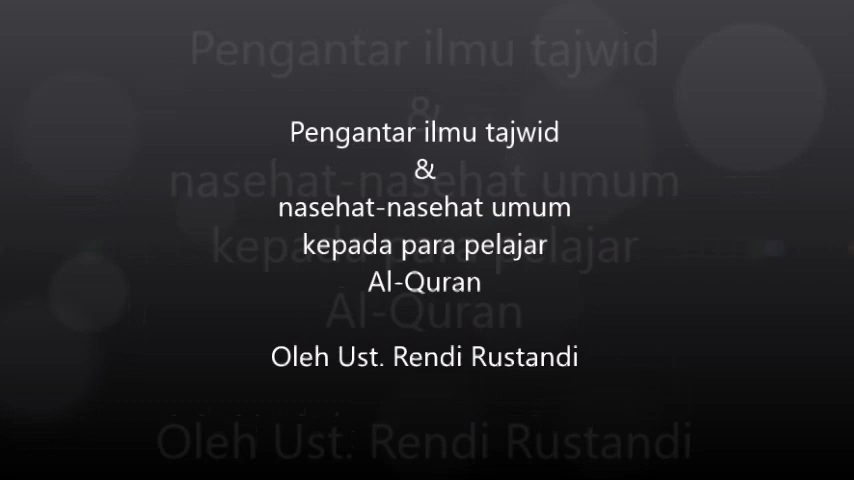 Pengantar ilmu tajwid
&
nasehat-nasehat umum
kepada para pelajar
Al-Quran
Oleh Ust. Rendi Rustandi